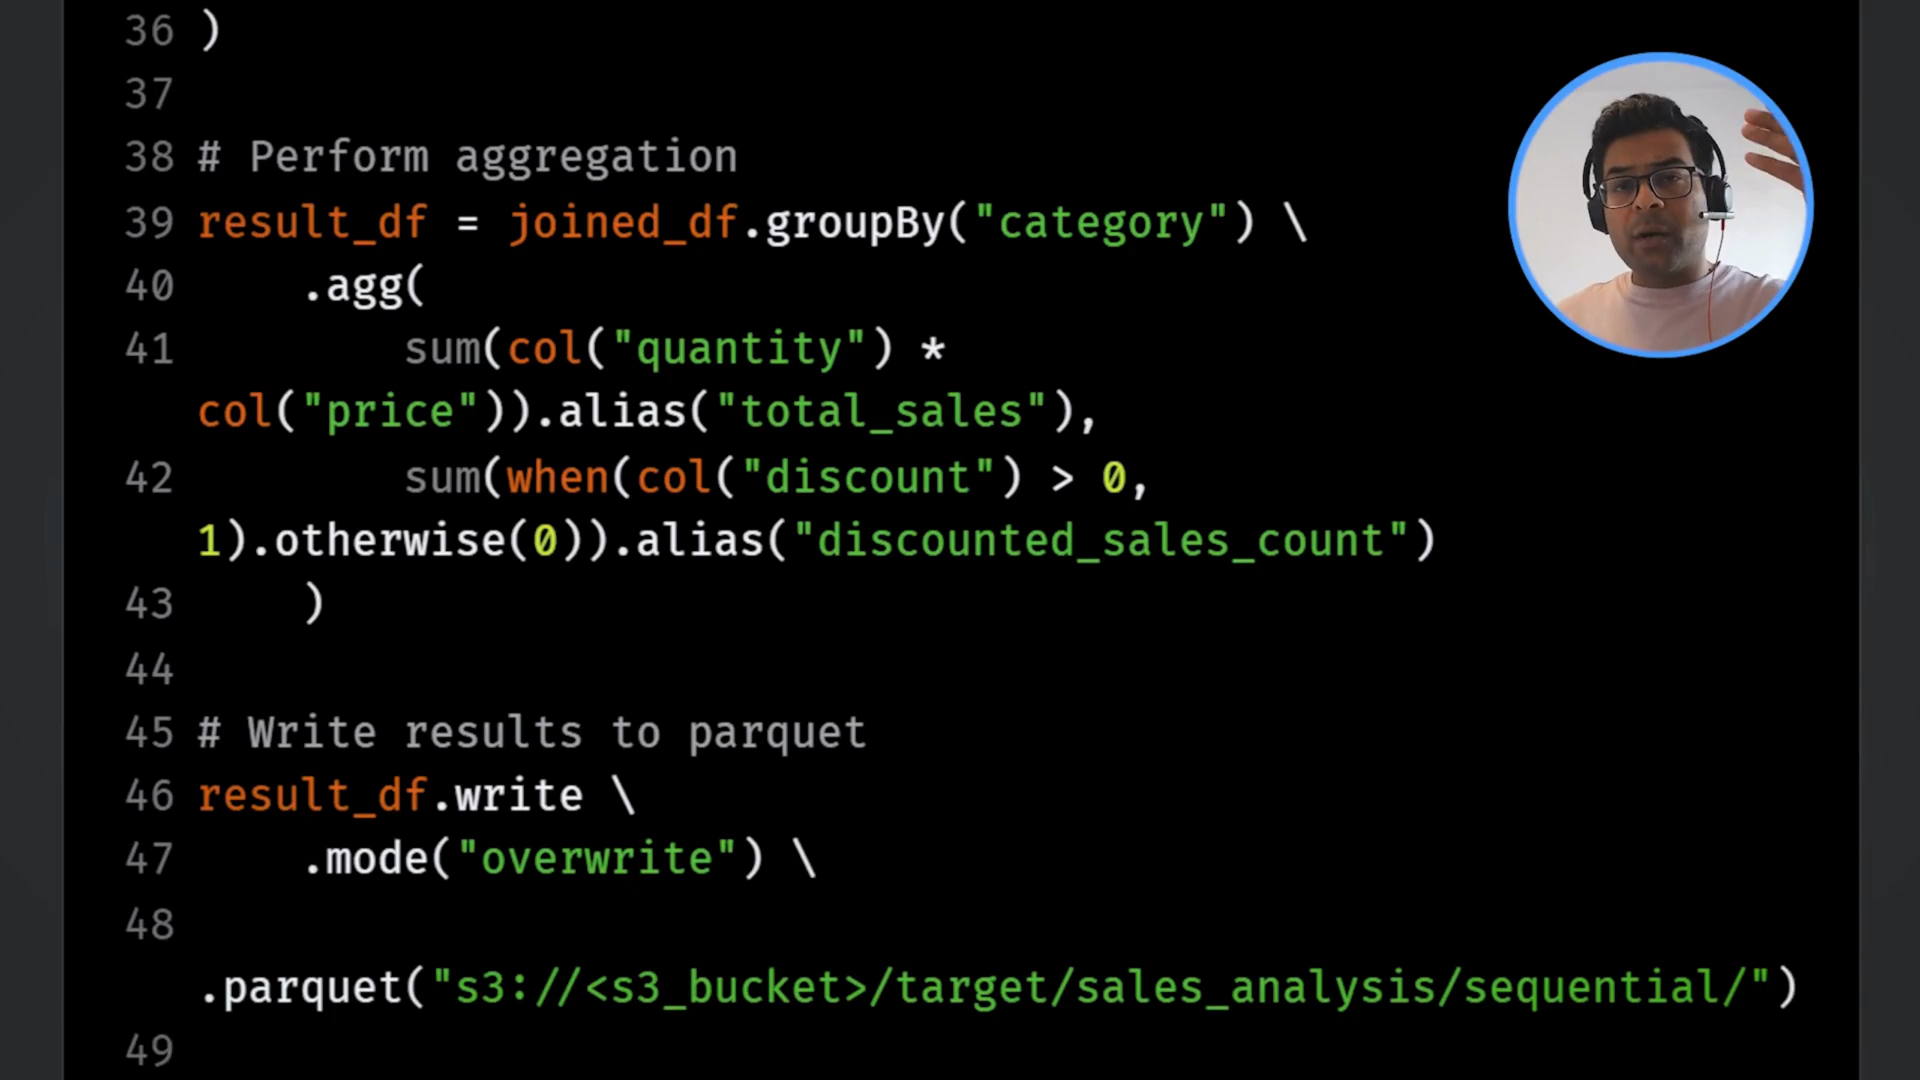 36 )
37
38 # Perform aggregation
39 result_df = joined_df.groupBy("category") \
40     .agg(
41         sum(col("quantity") *
col("price")).alias("total_sales"),
42         sum(when(col("discount") > 0,
1).otherwise(0)).alias("discounted_sales_count")
43     )
44
45 # Write results to parquet
46 result_df.write \
47     .mode("overwrite") \
48
.parquet("s3://<s3_bucket>/target/sales_analysis/sequential/")
49